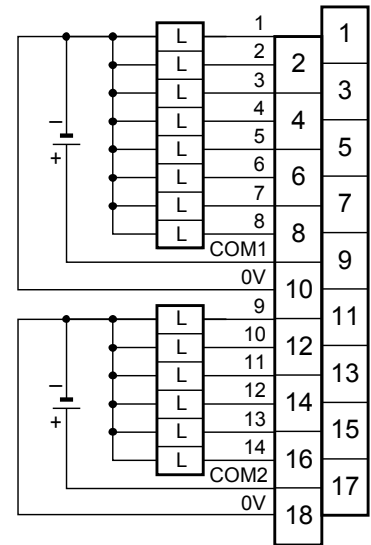 L 1 1
L 2 2
L 3 3
L 4 4
L 5 5
L 6 6
L 7 7
L 8 8
COM1 9
0V 10
L 9 11
L 10 12
L 11 13
L 12 14
L 13 15
L 14 16
COM2 17
0V 18
–
+
–
+